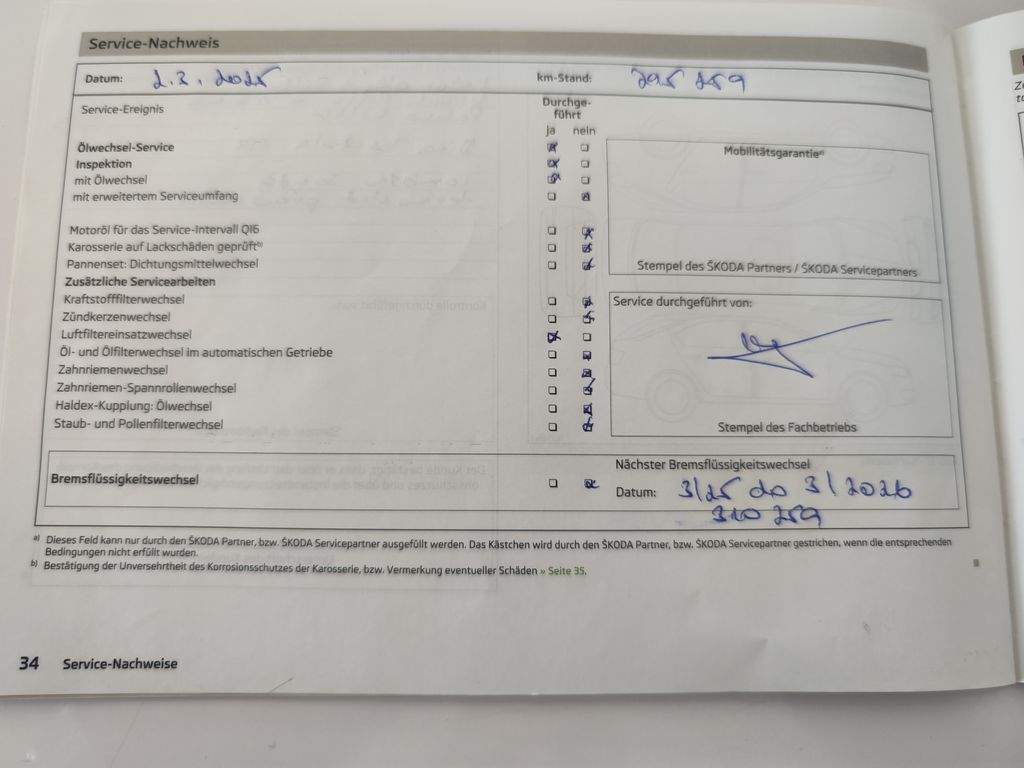 Service-Nachweis
Datum: 2.3. 2025 km-Stand: 295 259
Service-Ereignis Durchge-
führt
ja nein
Ölwechsel-Service
Inspektion
mit Ölwechsel
mit erweitertem Serviceumfang
Mobilitätsgarantie a)
Motoröl für das Service-Intervall QI6
Karosserie auf Lackschäden geprüft b)
Pannenset: Dichtungsmittelwechsel
Stempel des ŠKODA Partners / ŠKODA Servicepartners
Zusätzliche Servicearbeiten
Kraftstofffilterwechsel
Service durchgeführt von:
Zündkerzenwechsel
Luftfiltereinsatzwechsel
Öl- und Ölfilterwechsel im automatischen Getriebe
Zahnriemenwechsel
Zahnriemen-Spannrollenwechsel
Haldex-Kupplung: Ölwechsel
Staub- und Pollenfilterwechsel
Stempel des Fachbetriebs
Bremsflüssigkeitswechsel
Nächster Bremsflüssigkeitswechsel
Datum: 3/25 do 3/2026
310 259
a) Dieses Feld kann nur durch den ŠKODA Partner, bzw. ŠKODA Servicepartner ausgefüllt werden. Das Kästchen wird durch den ŠKODA Partner, bzw. ŠKODA Servicepartner gestrichen, wenn die entsprechenden
Bedingungen nicht erfüllt wurden.
b) Bestätigung der Unversehrtheit des Korrosionsschutzes der Karosserie, bzw. Vermerkung eventueller Schäden » Seite 35.
34 Service-Nachweise